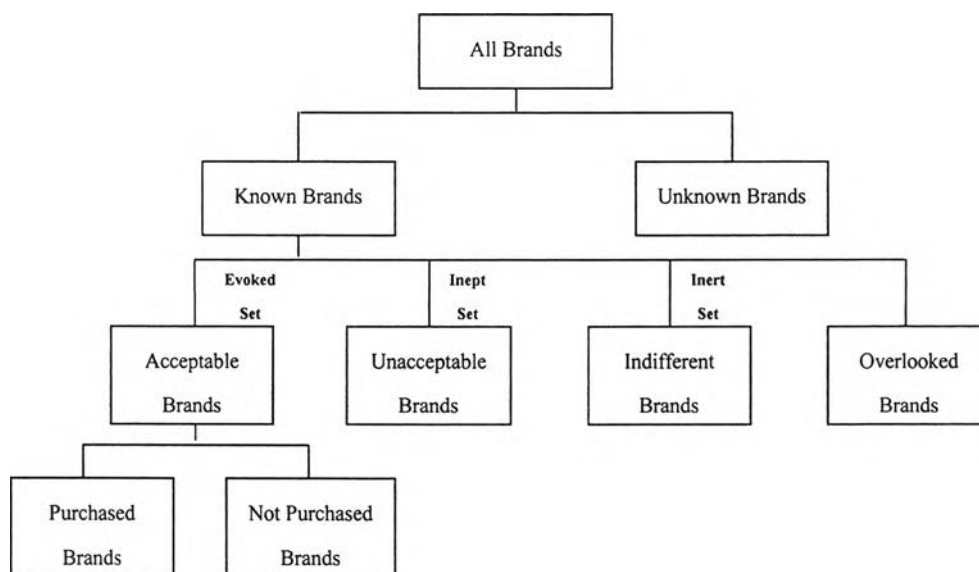 All Brands
Known Brands
Unknown Brands
Evoked
Set
Inept
Set
Inert
Set
Acceptable
Brands
Unacceptable
Brands
Indifferent
Brands
Overlooked
Brands
Purchased
Brands
Not Purchased
Brands